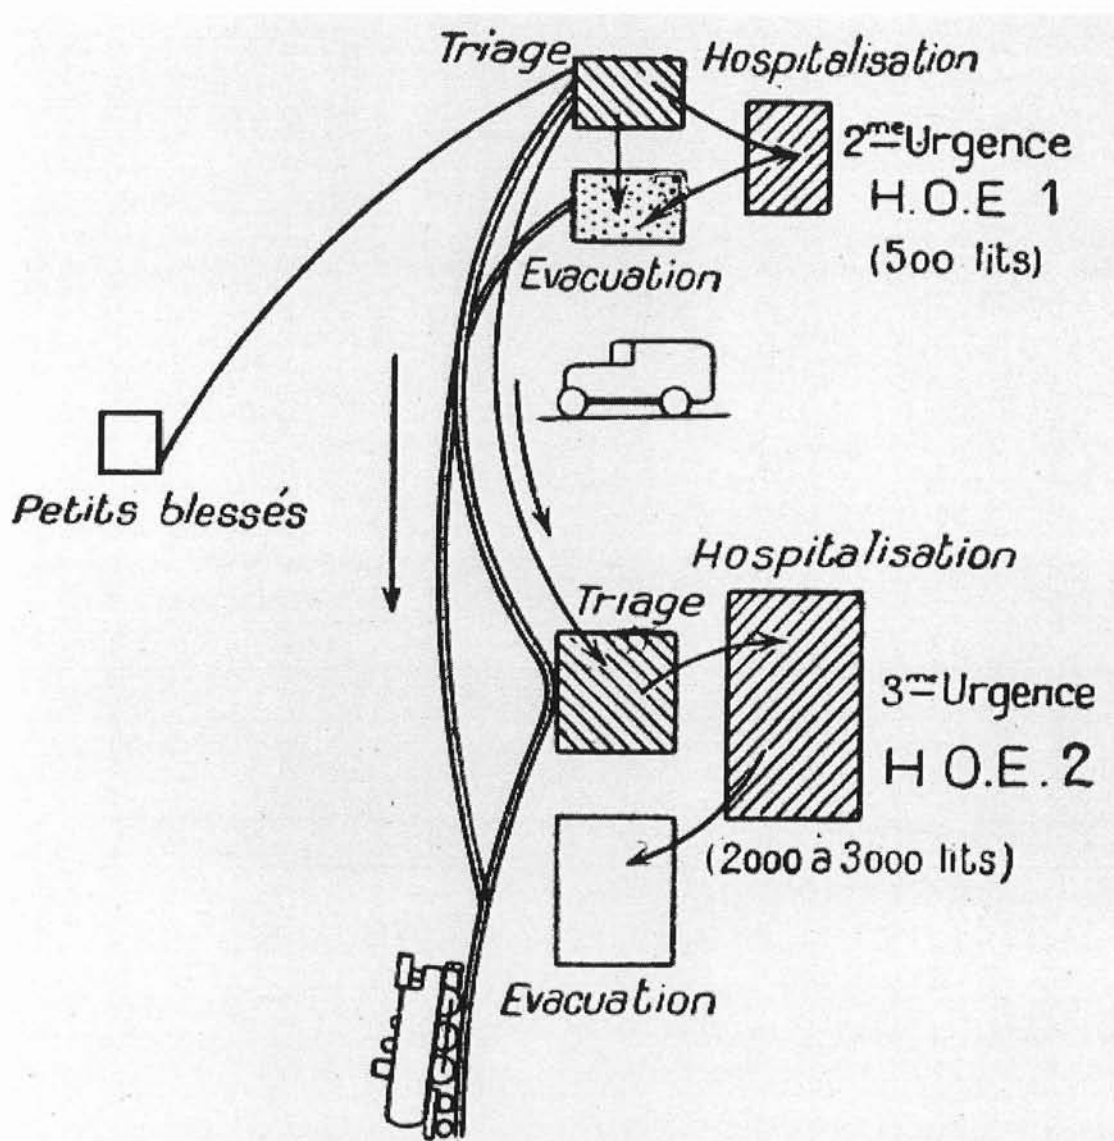 Triage
Hospitalisation
2me Urgence
H.O.E 1
(500 lits)
Evacuation
Petits blessés
Hospitalisation
Triage
3me Urgence
H O.E. 2
(2000 à 3000 lits)
Evacuation